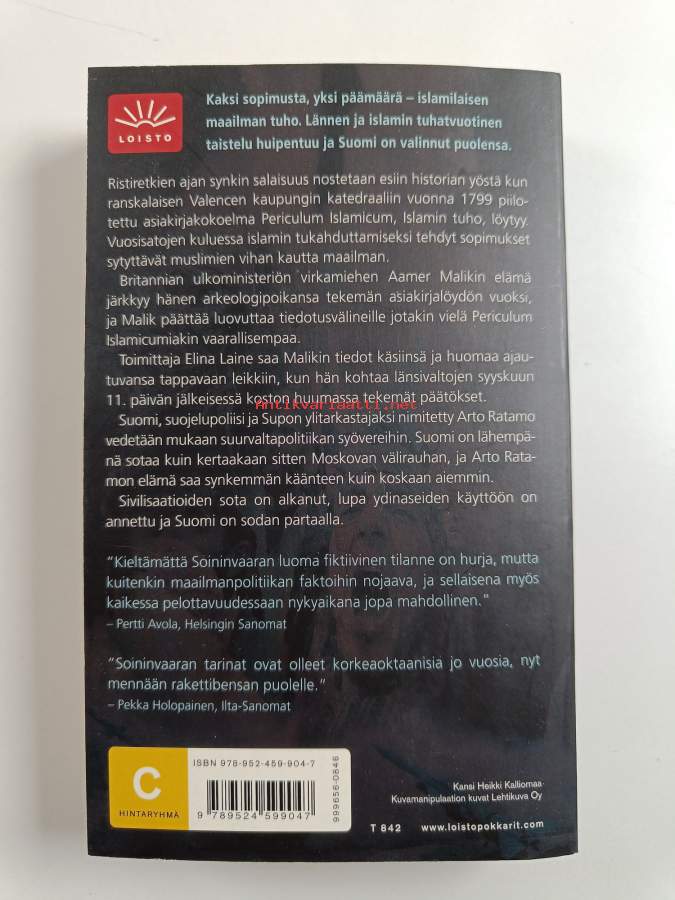 LOISTO
Kaksi sopimusta, yksi päämäärä – islamilaisen
maailman tuho. Lännen ja islamin tuhatvuotinen
taistelu huipentuu ja Suomi on valinnut puolensa.
Ristiretkien ajan synkin salaisuus nostetaan esiin historian yöstä kun
ranskalaisen Valencen kaupungin katedraaliin vuonna 1799 piilo-
tettu asiakirjakokoelma Periculum Islamicum, Islamin tuho, löytyy.
Vuosisatojen kuluessa islamin tukahduttamiseksi tehdyt sopimukset
sytyttävät muslimien vihan kautta maailman.
Britannian ulkoministeriön virkamiehen Aamer Malikin elämä
järkkyy hänen arkeologipoikansa tekemän asiakirjalöydön vuoksi,
ja Malik päättää luovuttaa tiedotusvälineille jotakin vielä Periculum
Islamicumiakin vaarallisempaa.
Toimittaja Elina Laine saa Malikin tiedot käsiinsä ja huomaa ajau-
tuvansa tappavaan leikkiin, kun hän kohtaa länsivaltojen syyskuun
11. päivän jälkeisessä koston huumassa tekemät päätökset.
Antikvariaatti.net
Suomi, suojelupoliisi ja Supon ylitarkastajaksi nimitetty Arto Ratamo
vedetään mukaan suurvaltapolitiikan syövereihin. Suomi on lähempä-
nä sotaa kuin kertaakaan sitten Moskovan välirauhan, ja Arto Rata-
mon elämä saa synkemmän käänteen kuin koskaan aiemmin.
Sivilisaatioiden sota on alkanut, lupa ydinaseiden käyttöön on
annettu ja Suomi on sodan partaalla.
"Kieltämättä Soininvaaran luoma fiktiivinen tilanne on hurja, mutta
kuitenkin maailmanpolitiikan faktoihin nojaava, ja sellaisena myös
kaikessa pelottavuudessaan nykyaikana jopa mahdollinen."
– Pertti Avola, Helsingin Sanomat
"Soininvaaran tarinat ovat olleet korkeaoktaanisia jo vuosia, nyt
mennään rakettibensan puolelle."
– Pekka Holopainen, Ilta-Sanomat
C
HINTARYHMÄ
ISBN 978-952-459-904-7
9 789524 599047
999656-0846
Kansi Heikki Kalliomaa
Kuvamanipulaation kuvat Lehtikuva Oy
T 842 www.loistopokkarit.com